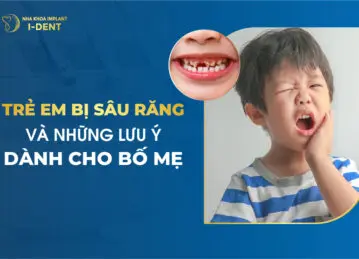 NHA KHOA IMPLANT
I-DENT
TRẺ EM BỊ SÂU RĂNG
VÀ NHỮNG LƯU Ý
DÀNH CHO BỐ MẸ